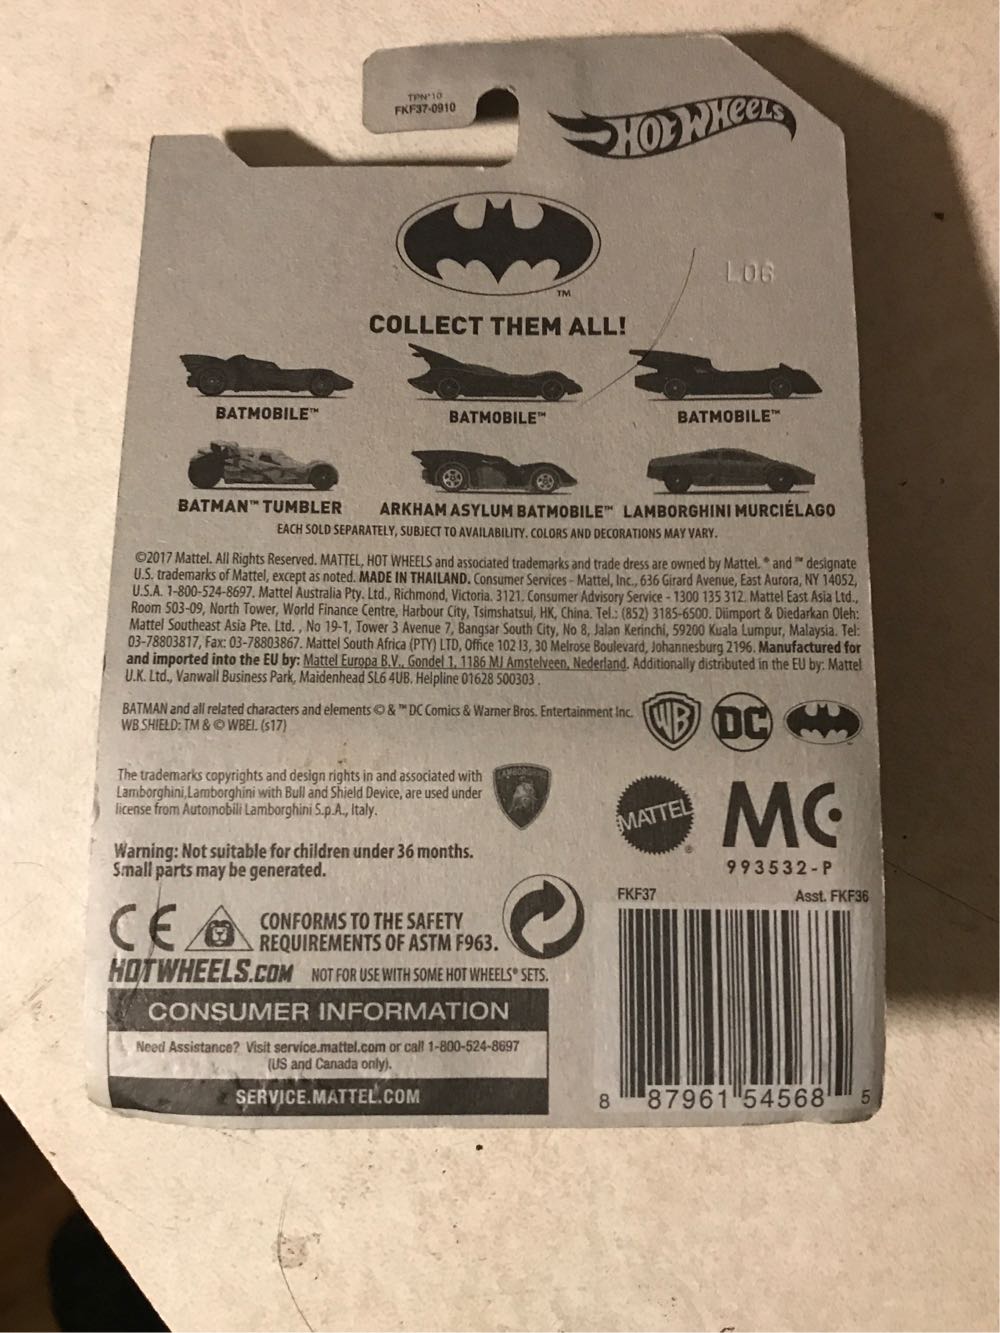 TPN*10
FKF37-0910
HOT WHEELS
™
L06
COLLECT THEM ALL!
BATMOBILE™
BATMOBILE™
BATMOBILE™
BATMAN™ TUMBLER
ARKHAM ASYLUM BATMOBILE™
LAMBORGHINI MURCIÉLAGO
EACH SOLD SEPARATELY, SUBJECT TO AVAILABILITY. COLORS AND DECORATIONS MAY VARY.
©2017 Mattel. All Rights Reserved. MATTEL, HOT WHEELS and associated trademarks and trade dress are owned by Mattel. ® and ™ designate
U.S. trademarks of Mattel, except as noted. MADE IN THAILAND. Consumer Services - Mattel, Inc., 636 Girard Avenue, East Aurora, NY 14052,
U.S.A. 1-800-524-8697. Mattel Australia Pty. Ltd., Richmond, Victoria. 3121. Consumer Advisory Service - 1300 135 312. Mattel East Asia Ltd.,
Room 503-09, North Tower, World Finance Centre, Harbour City, Tsimshatsui, HK, China. Tel.: (852) 3185-6500. Diimport & Diedarkan Oleh:
Mattel Southeast Asia Pte. Ltd. , No 19-1, Tower 3 Avenue 7, Bangsar South City, No 8, Jalan Kerinchi, 59200 Kuala Lumpur, Malaysia. Tel:
03-78803817, Fax: 03-78803867. Mattel South Africa (PTY) LTD, Office 102 I3, 30 Melrose Boulevard, Johannesburg 2196. Manufactured for
and imported into the EU by: Mattel Europa B.V., Gondel 1, 1186 MJ Amstelveen, Nederland. Additionally distributed in the EU by: Mattel
U.K. Ltd., Vanwall Business Park, Maidenhead SL6 4UB. Helpline 01628 500303 .
BATMAN and all related characters and elements © & ™ DC Comics & Warner Bros. Entertainment Inc.
WB SHIELD: TM & © WBEI. (s17)
WB
DC
The trademarks copyrights and design rights in and associated with
Lamborghini,Lamborghini with Bull and Shield Device, are used under
license from Automobili Lamborghini S.p.A., Italy.
LAMBORGHINI
MATTEL
®
MC
993532-P
Warning: Not suitable for children under 36 months.
Small parts may be generated.
FKF37
Asst. FKF36
CE
CONFORMS TO THE SAFETY
REQUIREMENTS OF ASTM F963.
HOTWHEELS.COM NOT FOR USE WITH SOME HOT WHEELS® SETS.
CONSUMER INFORMATION
Need Assistance? Visit service.mattel.com or call 1-800-524-8697
(US and Canada only).
SERVICE.MATTEL.COM
8 87961 54568 5